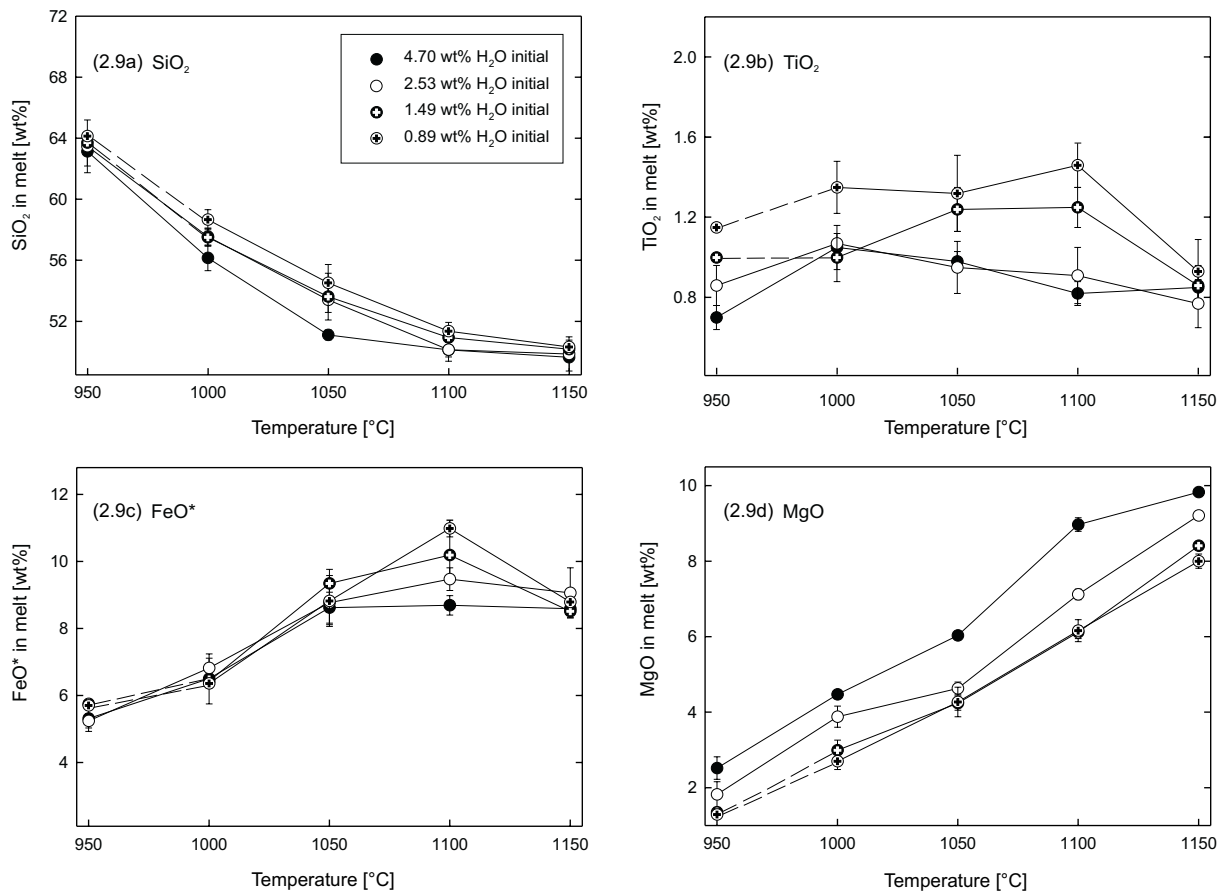 72
68
64
60
56
52
SiO₂ in melt [wt%]
(2.9a) SiO₂
4.70 wt% H₂O initial
2.53 wt% H₂O initial
1.49 wt% H₂O initial
0.89 wt% H₂O initial
950 1000 1050 1100 1150
Temperature [°C]
2.0
1.6
1.2
0.8
TiO₂ in melt [wt%]
(2.9b) TiO₂
950 1000 1050 1100 1150
Temperature [°C]
12
10
8
6
4
FeO* in melt [wt%]
(2.9c) FeO*
950 1000 1050 1100 1150
Temperature [°C]
10
8
6
4
2
MgO in melt [wt%]
(2.9d) MgO
950 1000 1050 1100 1150
Temperature [°C]